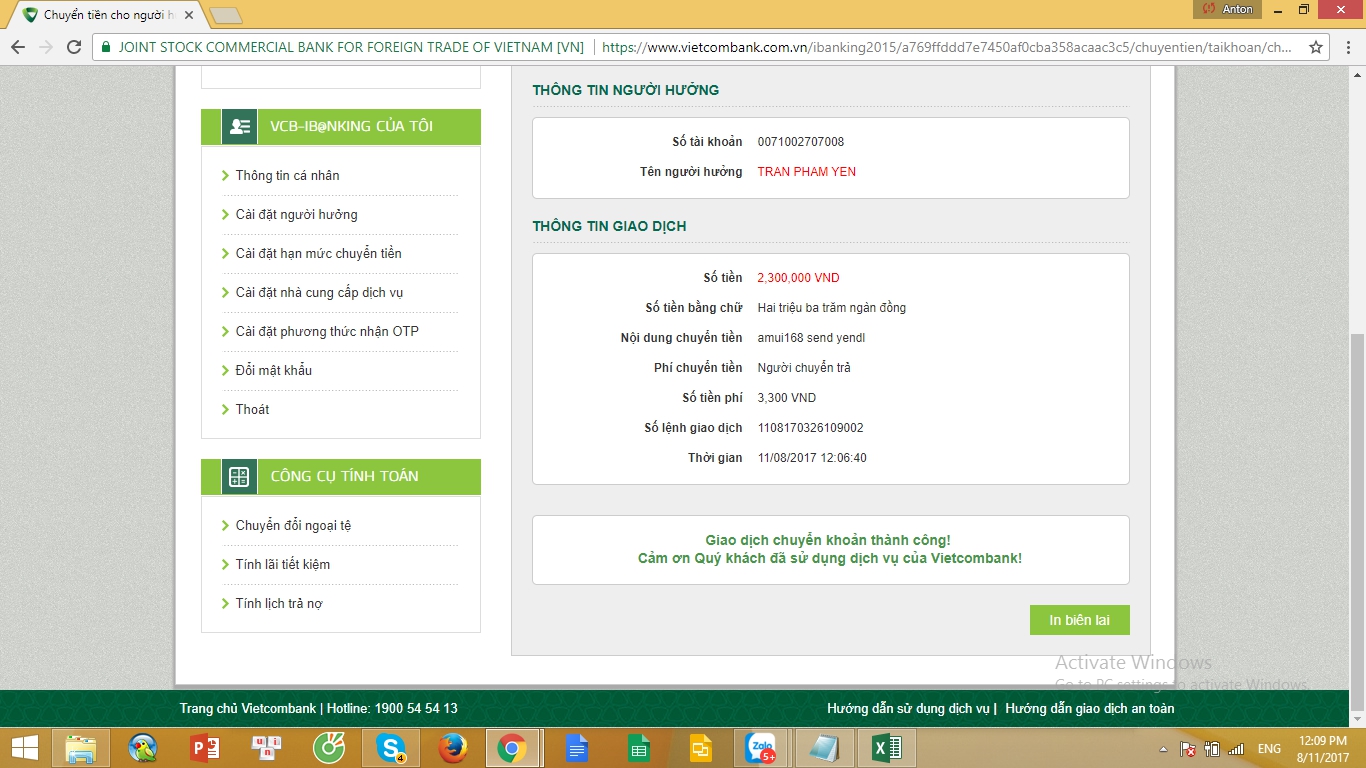 Chuyển tiền cho người h
Anton
JOINT STOCK COMMERCIAL BANK FOR FOREIGN TRADE OF VIETNAM [VN]
https://www.vietcombank.com.vn/ibanking2015/a769ffddd7e7450af0cba358acaac3c5/chuyentien/taikhoan/ch...
VCB-IB@NKING CỦA TÔI
Thông tin cá nhân
Cài đặt người hưởng
Cài đặt hạn mức chuyển tiền
Cài đặt nhà cung cấp dịch vụ
Cài đặt phương thức nhận OTP
Đổi mật khẩu
Thoát
CÔNG CỤ TÍNH TOÁN
Chuyển đổi ngoại tệ
Tính lãi tiết kiệm
Tính lịch trả nợ
THÔNG TIN NGƯỜI HƯỞNG
Số tài khoản 0071002707008
Tên người hưởng TRAN PHAM YEN
THÔNG TIN GIAO DỊCH
Số tiền 2,300,000 VND
Số tiền bằng chữ Hai triệu ba trăm ngàn đồng
Nội dung chuyển tiền amui168 send yendl
Phí chuyển tiền Người chuyển trả
Số tiền phí 3,300 VND
Số lệnh giao dịch 1108170326109002
Thời gian 11/08/2017 12:06:40
Giao dịch chuyển khoản thành công!
Cảm ơn Quý khách đã sử dụng dịch vụ của Vietcombank!
In biên lai
Activate Windows
Go to PC settings to activate Windows.
Trang chủ Vietcombank | Hotline: 1900 54 54 13
Hướng dẫn sử dụng dịch vụ | Hướng dẫn giao dịch an toàn
4
Zalo
5+
ENG
12:09 PM
8/11/2017